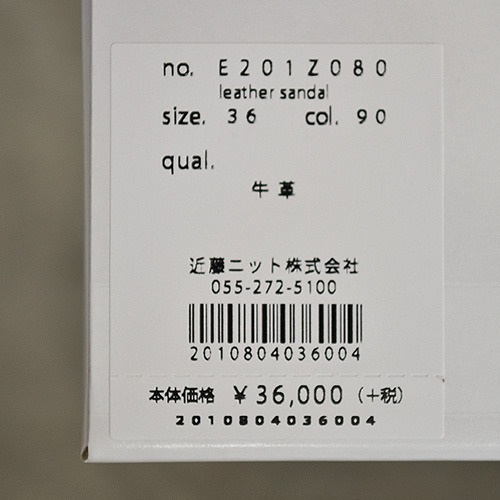 no. E201Z080
leather sandal
size. 36 col. 90
qual.
牛革
近藤ニット株式会社
055-272-5100
2010804036004
本体価格 ¥36,000 (+税)
2010804036004